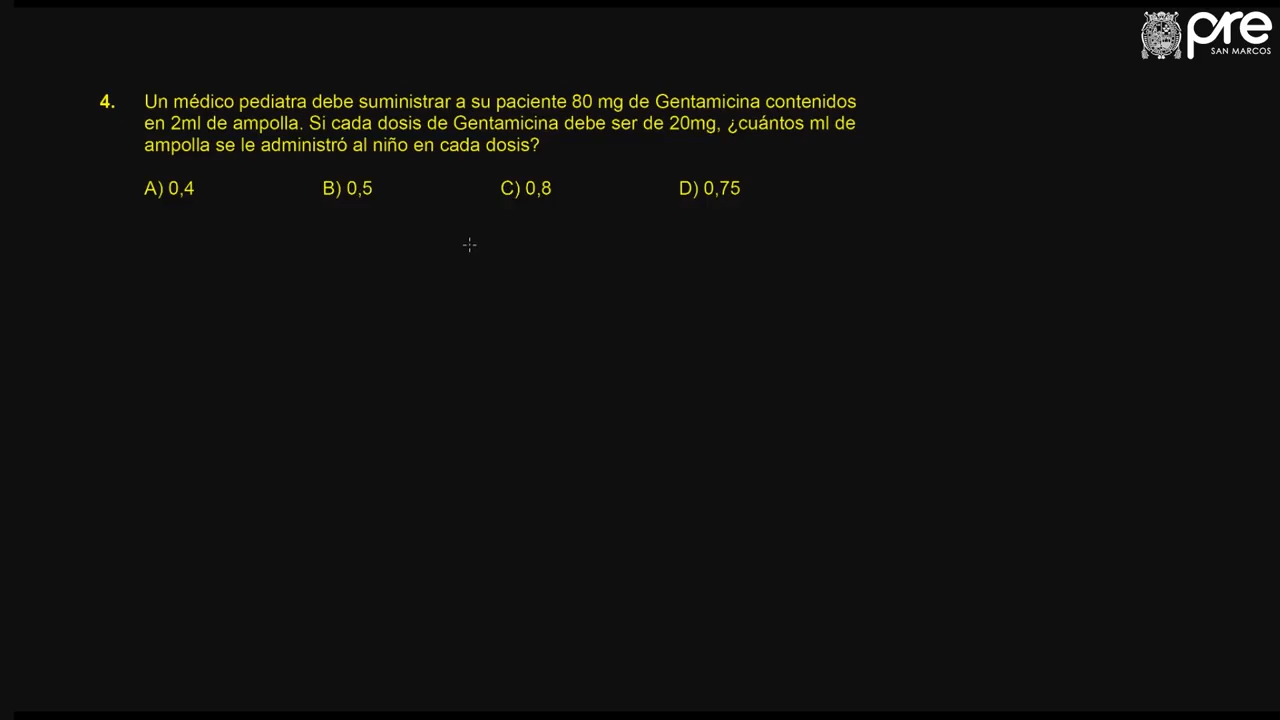 pre
SAN MARCOS
4. Un médico pediatra debe suministrar a su paciente 80 mg de Gentamicina contenidos
en 2ml de ampolla. Si cada dosis de Gentamicina debe ser de 20mg, ¿cuántos ml de
ampolla se le administró al niño en cada dosis?
A) 0,4 B) 0,5 C) 0,8 D) 0,75